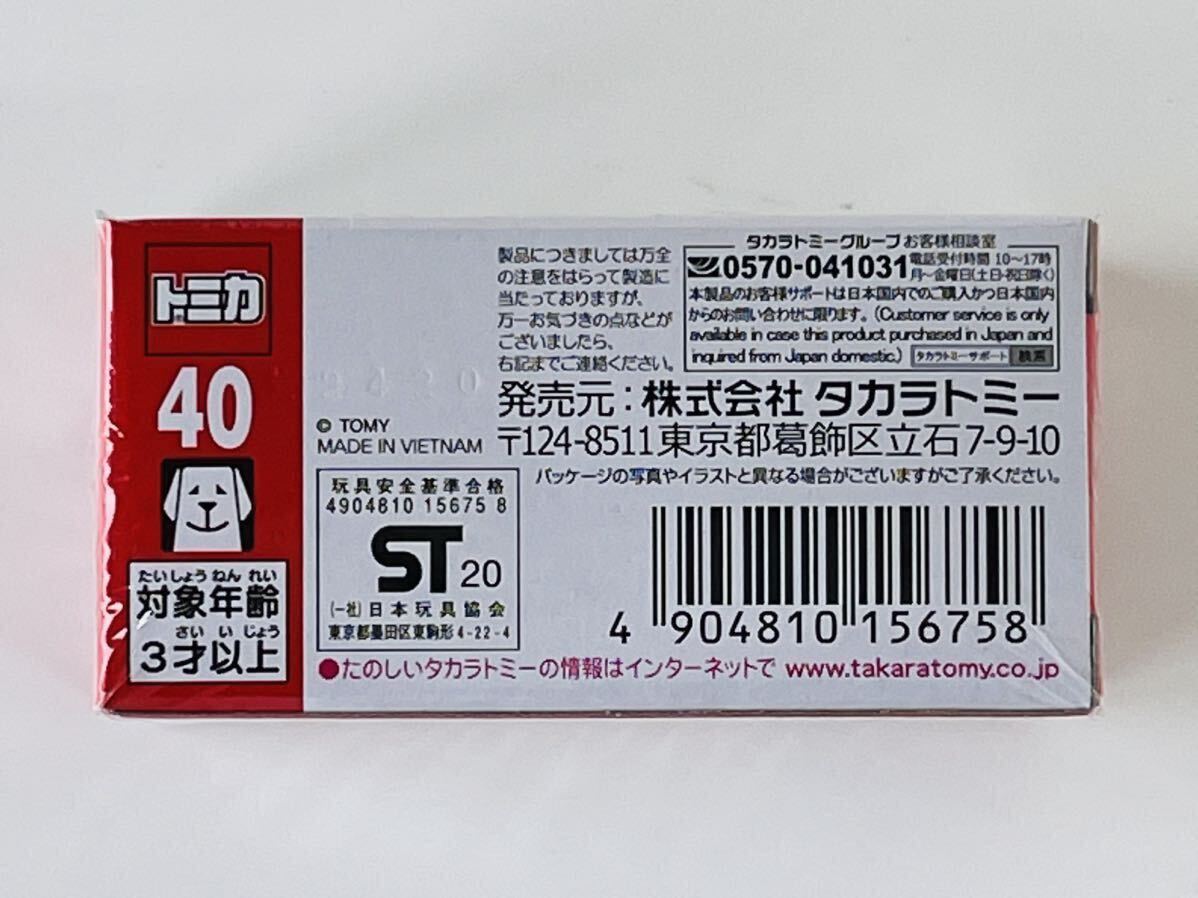 トミカ
40
たいしょう ねん れい
対象年齢
さい い じょう
3才以上
© TOMY
MADE IN VIETNAM
玩具安全基準合格
4904810 15675 8
ST 20
(一社)日本玩具協会
東京都墨田区東駒形4-22-4
製品につきましては万全
の注意をはらって製造に
当たっておりますが、
万一お気づきの点などが
ございましたら、
右記までご連絡ください。
タカラトミーグループ お客様相談室
0570-041031 電話受付時間 10〜17時
月〜金曜日(土日・祝日除く)
本製品のお客様サポートは日本国内でのご購入かつ日本国内
からのお問い合わせに限ります。(Customer service is only
available in case this product purchased in Japan and
inquired from Japan domestic.) タカラトミーサポート 検索
発売元:株式会社 タカラトミー
〒124-8511 東京都葛飾区立石7-9-10
パッケージの写真やイラストと異なる場合がございますがご了承ください。
4 904810 156758
●たのしいタカラトミーの情報はインターネットで www.takaratomy.co.jp